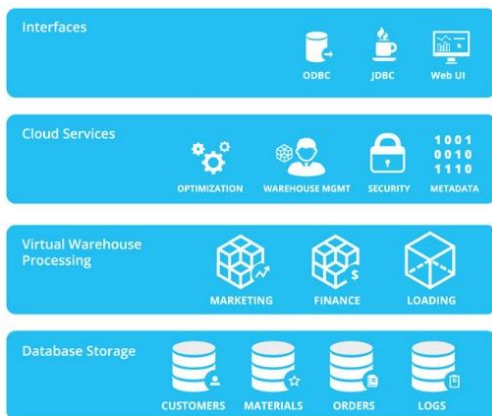 Interfaces
ODBC JDBC Web UI
Cloud Services
1001
0010
1110
OPTIMIZATION WAREHOUSE MGMT SECURITY METADATA
Virtual Warehouse
Processing
$
MARKETING FINANCE LOADING
Database Storage
CUSTOMERS MATERIALS ORDERS LOGS